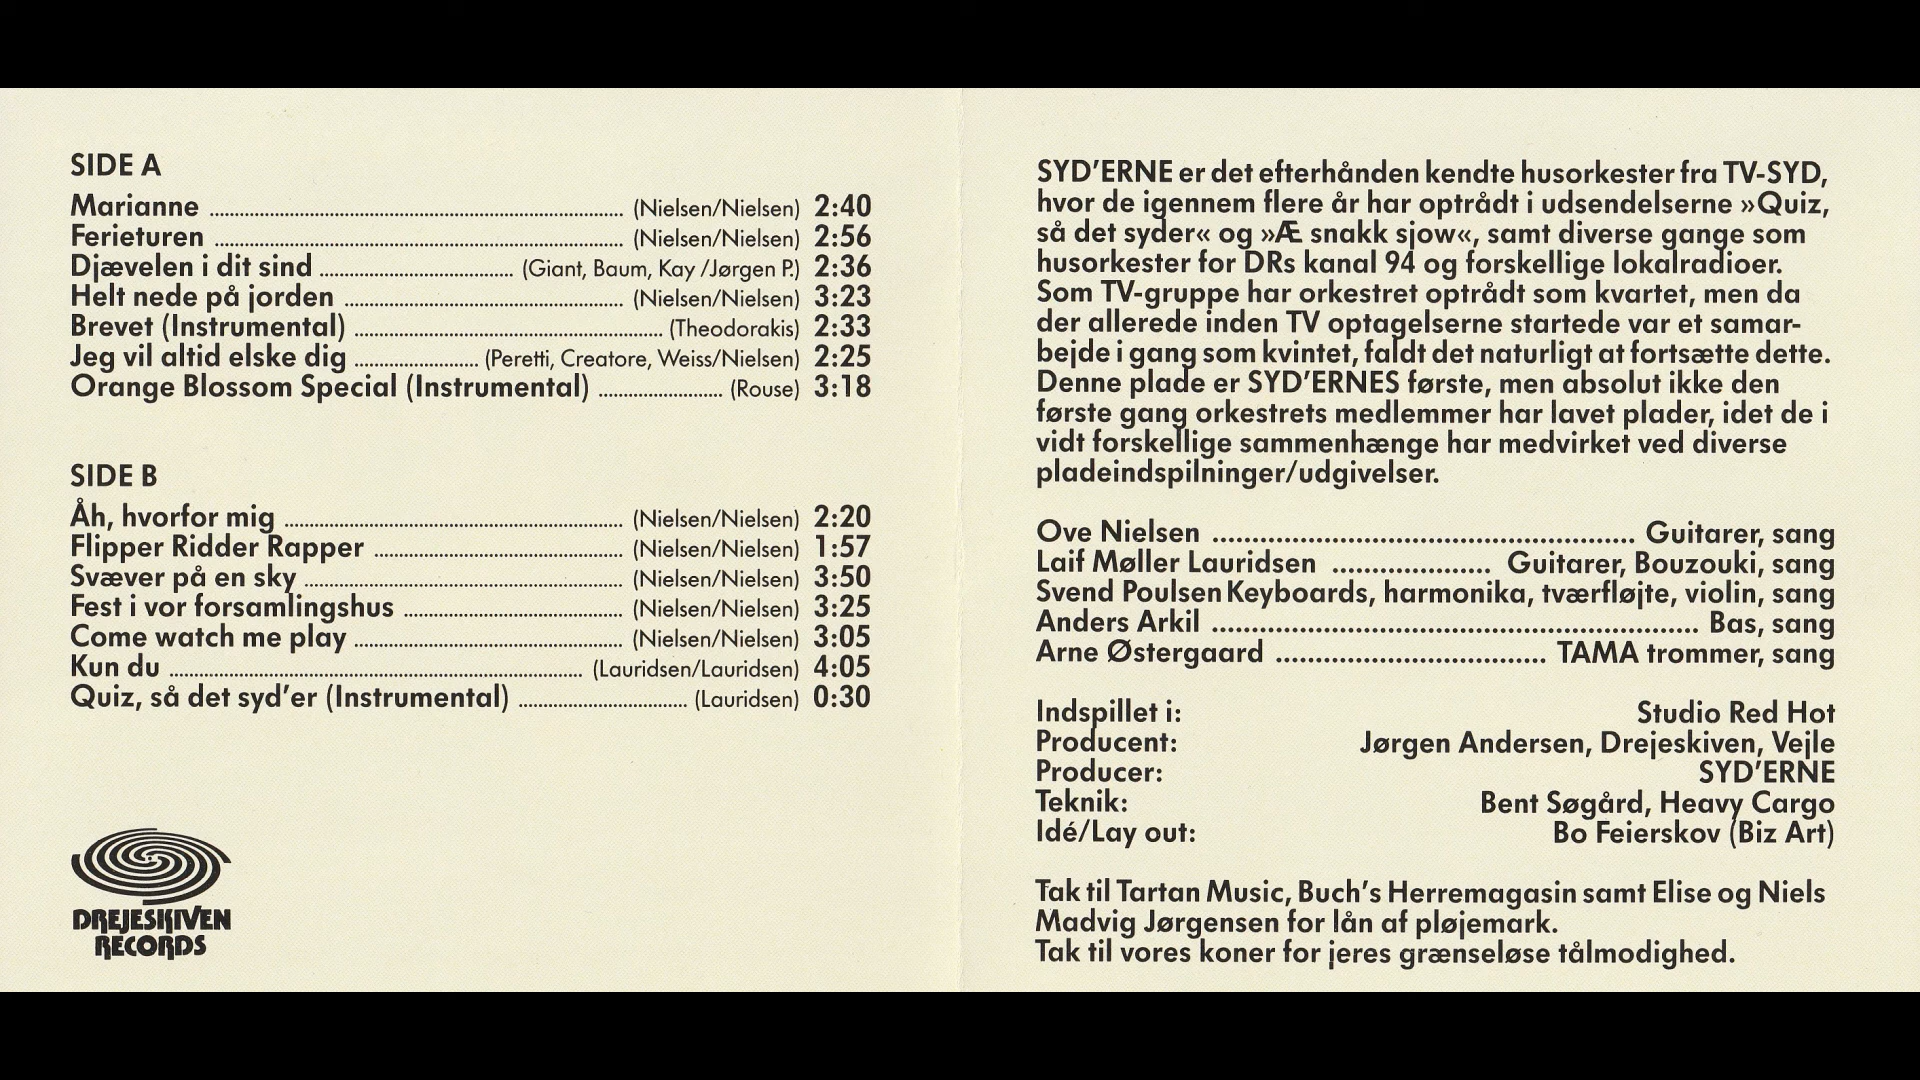 SIDE A
Marianne ........ (Nielsen/Nielsen) 2:40
Ferieturen ........ (Nielsen/Nielsen) 2:56
Djævelen i dit sind ........ (Giant, Baum, Kay /Jørgen P.) 2:36
Helt nede på jorden ........ (Nielsen/Nielsen) 3:23
Brevet (Instrumental) ........ (Theodorakis) 2:33
Jeg vil altid elske dig ........ (Peretti, Creatore, Weiss/Nielsen) 2:25
Orange Blossom Special (Instrumental) ........ (Rouse) 3:18
SIDE B
Åh, hvorfor mig ........ (Nielsen/Nielsen) 2:20
Flipper Ridder Rapper ........ (Nielsen/Nielsen) 1:57
Svæver på en sky ........ (Nielsen/Nielsen) 3:50
Fest i vor forsamlingshus ........ (Nielsen/Nielsen) 3:25
Come watch me play ........ (Nielsen/Nielsen) 3:05
Kun du ........ (Lauridsen/Lauridsen) 4:05
Quiz, så det syd'er (Instrumental) ........ (Lauridsen) 0:30
DREJESKIVEN
RECORDS
SYD'ERNE er det efterhånden kendte husorkester fra TV-SYD,
hvor de igennem flere år har optrådt i udsendelserne »Quiz,
så det syder« og »Æ snakk sjow«, samt diverse gange som
husorkester for DRs kanal 94 og forskellige lokalradioer.
Som TV-gruppe har orkestret optrådt som kvartet, men da
der allerede inden TV optagelserne startede var et samar-
bejde i gang som kvintet, faldt det naturligt at fortsætte dette.
Denne plade er SYD'ERNES første, men absolut ikke den
første gang orkestrets medlemmer har lavet plader, idet de i
vidt forskellige sammenhænge har medvirket ved diverse
pladeindspilninger/udgivelser.
Ove Nielsen ........ Guitarer, sang
Laif Møller Lauridsen ........ Guitarer, Bouzouki, sang
Svend Poulsen Keyboards, harmonika, tværfløjte, violin, sang
Anders Arkil ........ Bas, sang
Arne Østergaard ........ TAMA trommer, sang
Indspillet i: Studio Red Hot
Producent: Jørgen Andersen, Drejeskiven, Vejle
Producer: SYD'ERNE
Teknik: Bent Søgård, Heavy Cargo
Idé/Lay out: Bo Feierskov (Biz Art)
Tak til Tartan Music, Buch's Herremagasin samt Elise og Niels
Madvig Jørgensen for lån af pløjemark.
Tak til vores koner for jeres grænseløse tålmodighed.